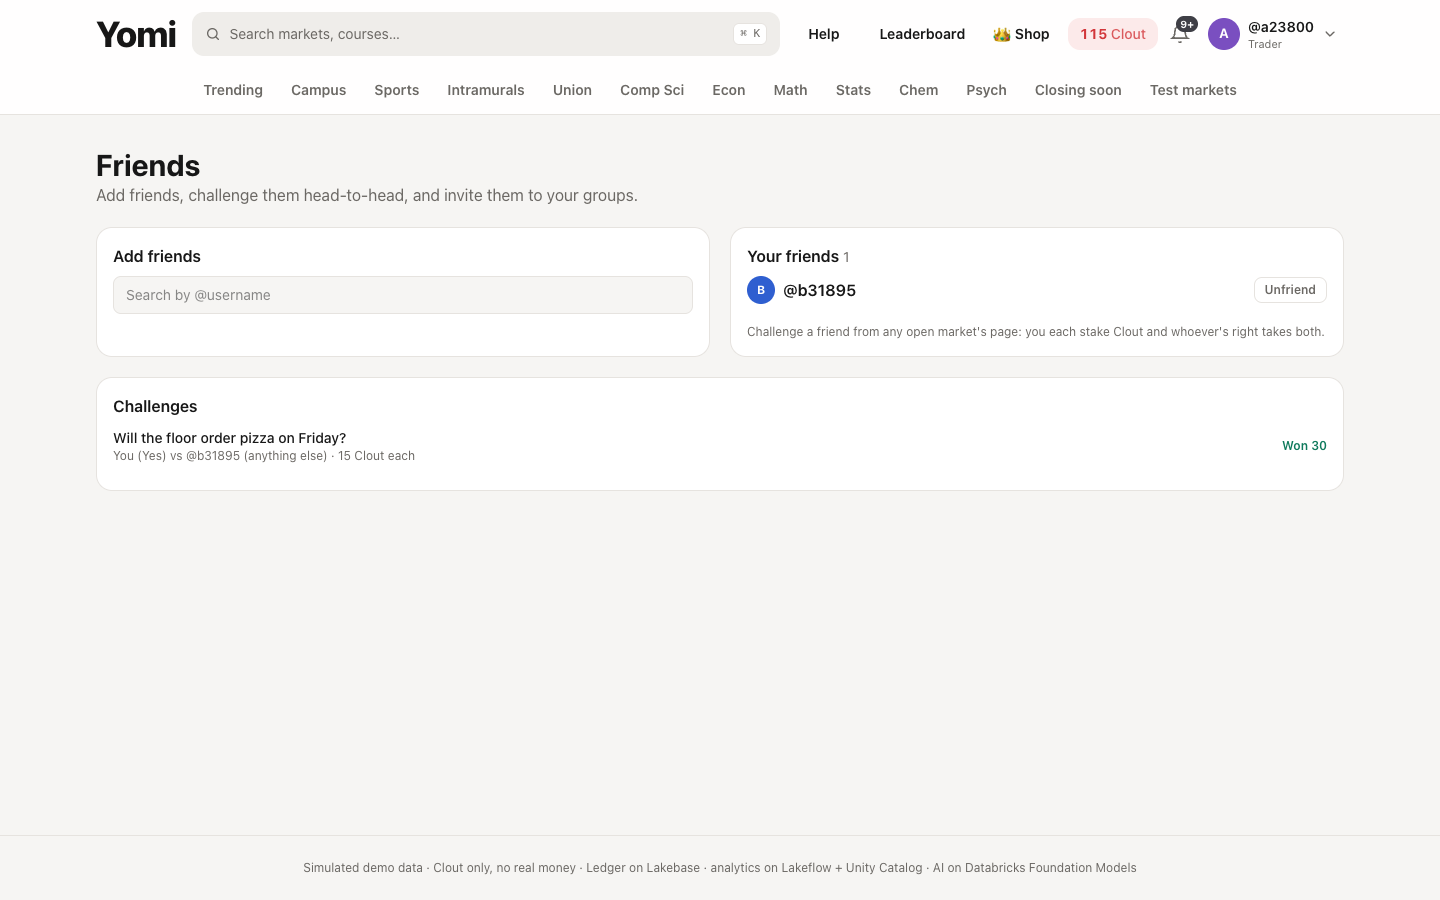 Yomi
Search markets, courses...
⌘ K
Help
Leaderboard
👑 Shop
115 Clout
9+
A
@a23800
Trader
Trending
Campus
Sports
Intramurals
Union
Comp Sci
Econ
Math
Stats
Chem
Psych
Closing soon
Test markets
Friends
Add friends, challenge them head-to-head, and invite them to your groups.
Add friends
Search by @username
Your friends 1
B
@b31895
Unfriend
Challenge a friend from any open market's page: you each stake Clout and whoever's right takes both.
Challenges
Will the floor order pizza on Friday?
You (Yes) vs @b31895 (anything else) · 15 Clout each
Won 30
Simulated demo data · Clout only, no real money · Ledger on Lakebase · analytics on Lakeflow + Unity Catalog · AI on Databricks Foundation Models